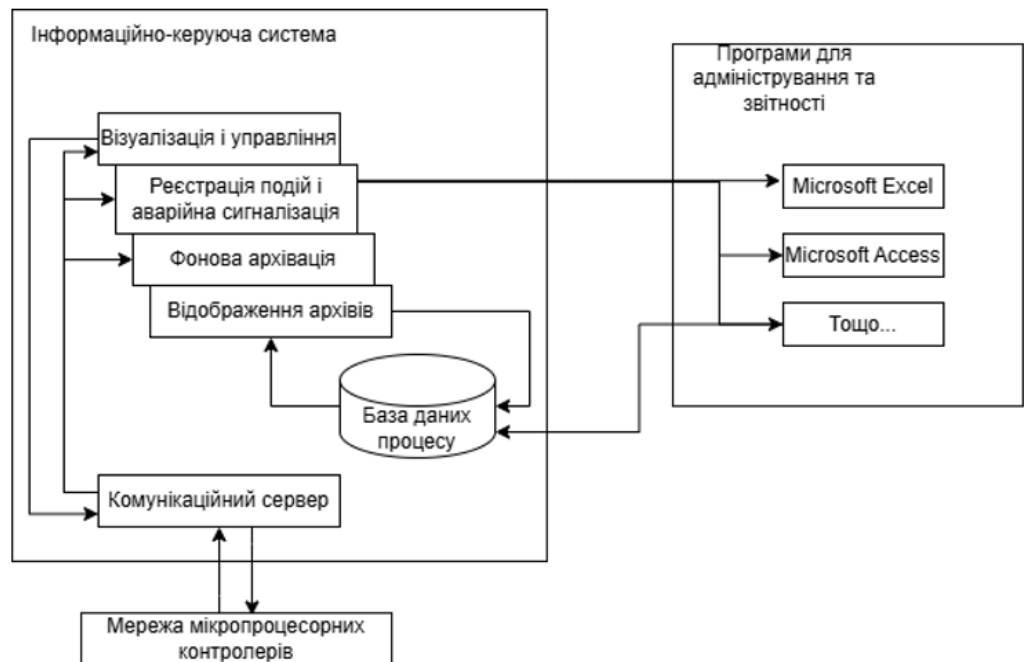 Інформаційно-керуюча система
Програми для
адміністрування та
звітності
Візуалізація і управління
Реєстрація подій і
аварійна сигналізація
Фонова архівація
Відображення архівів
База даних
процесу
Комунікаційний сервер
Мережа мікропроцесорних
контролерів
Microsoft Excel
Microsoft Access
Тощо...